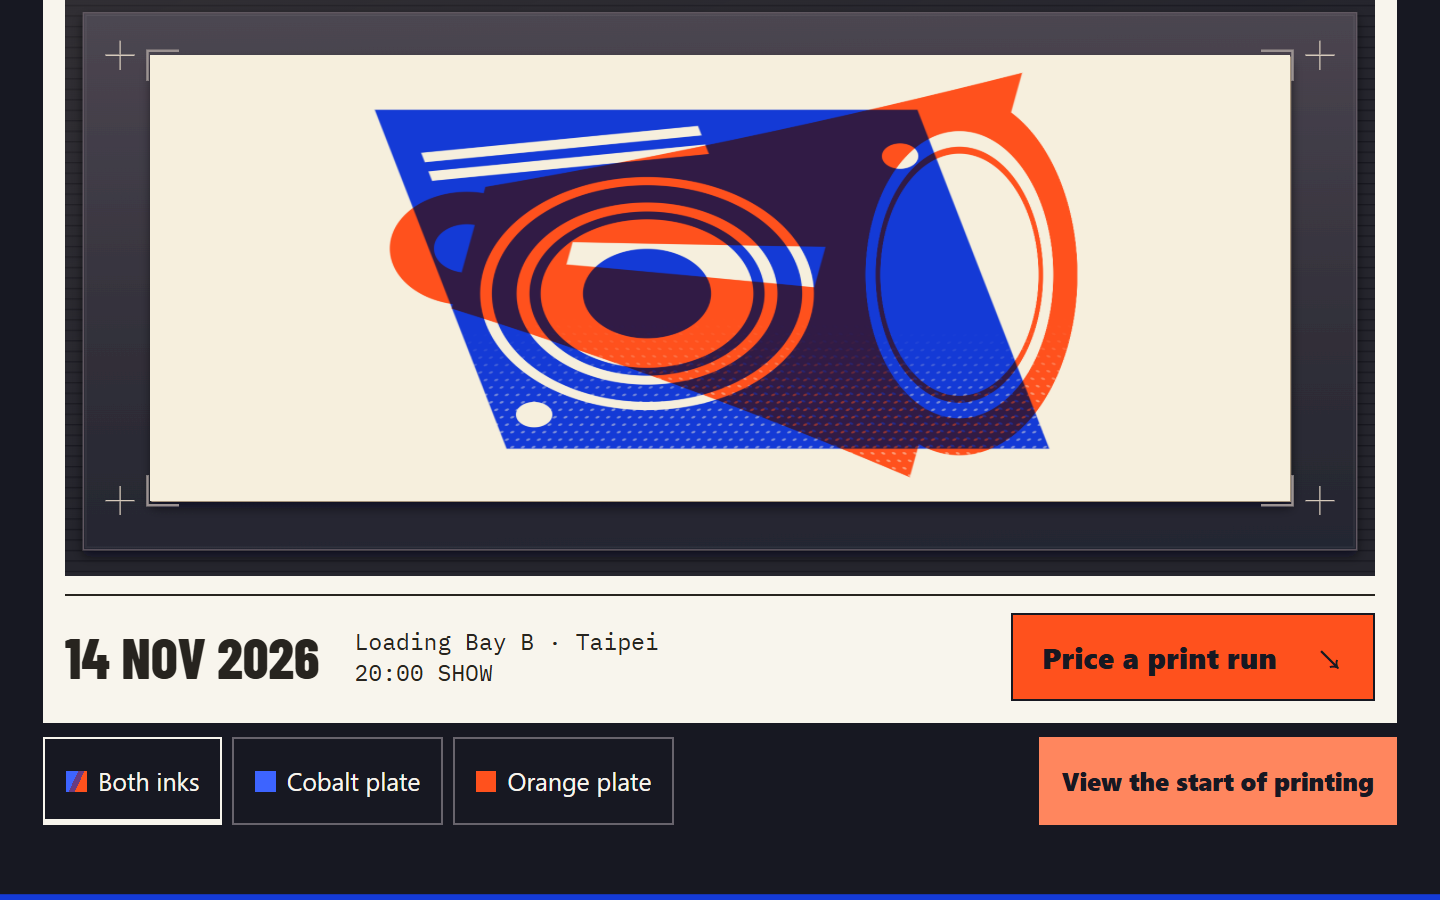 14 NOV 2026
Loading Bay B · Taipei
20:00 SHOW
Price a print run ↘
Both inks
Cobalt plate
Orange plate
View the start of printing